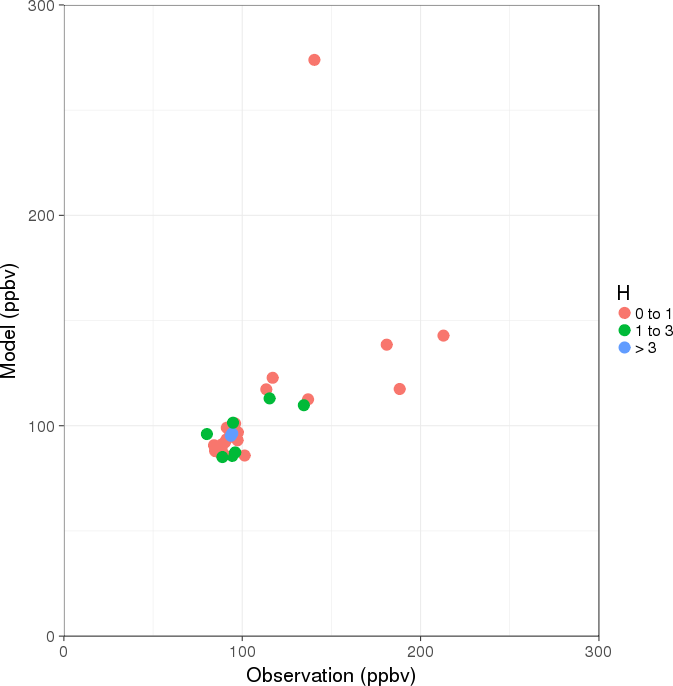 300
200
100
0
0 100 200 300
Model (ppbv)
Observation (ppbv)
H
0 to 1
1 to 3
> 3